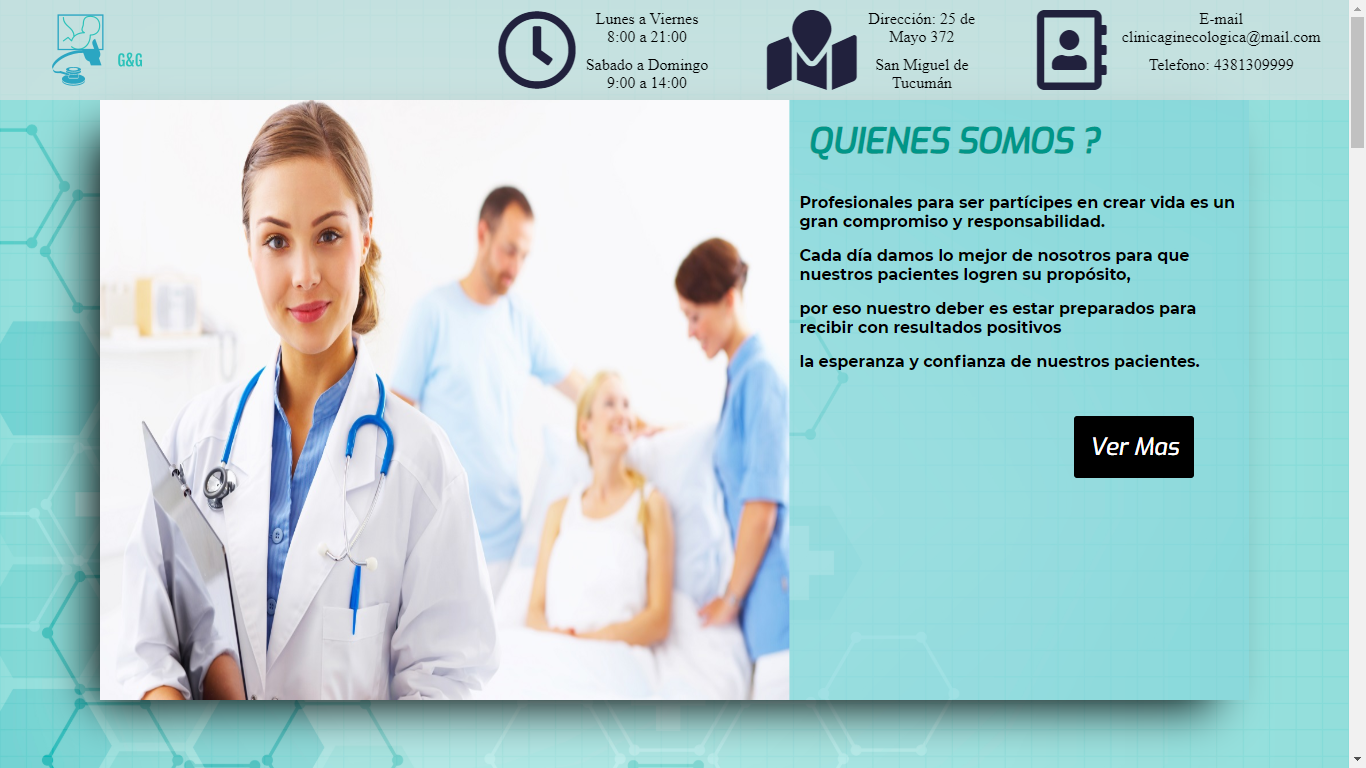 G&G
Lunes a Viernes
8:00 a 21:00
Sabado a Domingo
9:00 a 14:00
Dirección: 25 de
Mayo 372
San Miguel de
Tucumán
E-mail
clinicaginecologica@mail.com
Telefono: 4381309999
QUIENES SOMOS ?
Profesionales para ser partícipes en crear vida es un
gran compromiso y responsabilidad.
Cada día damos lo mejor de nosotros para que
nuestros pacientes logren su propósito,
por eso nuestro deber es estar preparados para
recibir con resultados positivos
la esperanza y confianza de nuestros pacientes.
Ver Mas